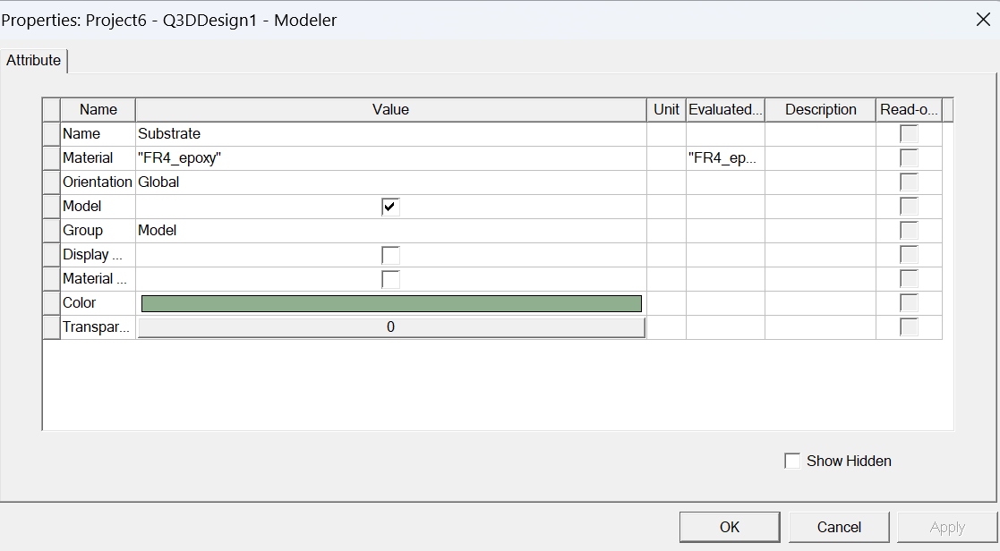 Properties: Project6 - Q3DDesign1 - Modeler
Attribute
Name Value Unit Evaluated... Description Read-o...
Name Substrate
Material "FR4_epoxy" "FR4_ep...
Orientation Global
Model
Group Model
Display ...
Material ...
Color
Transpar... 0
Show Hidden
OK Cancel Apply